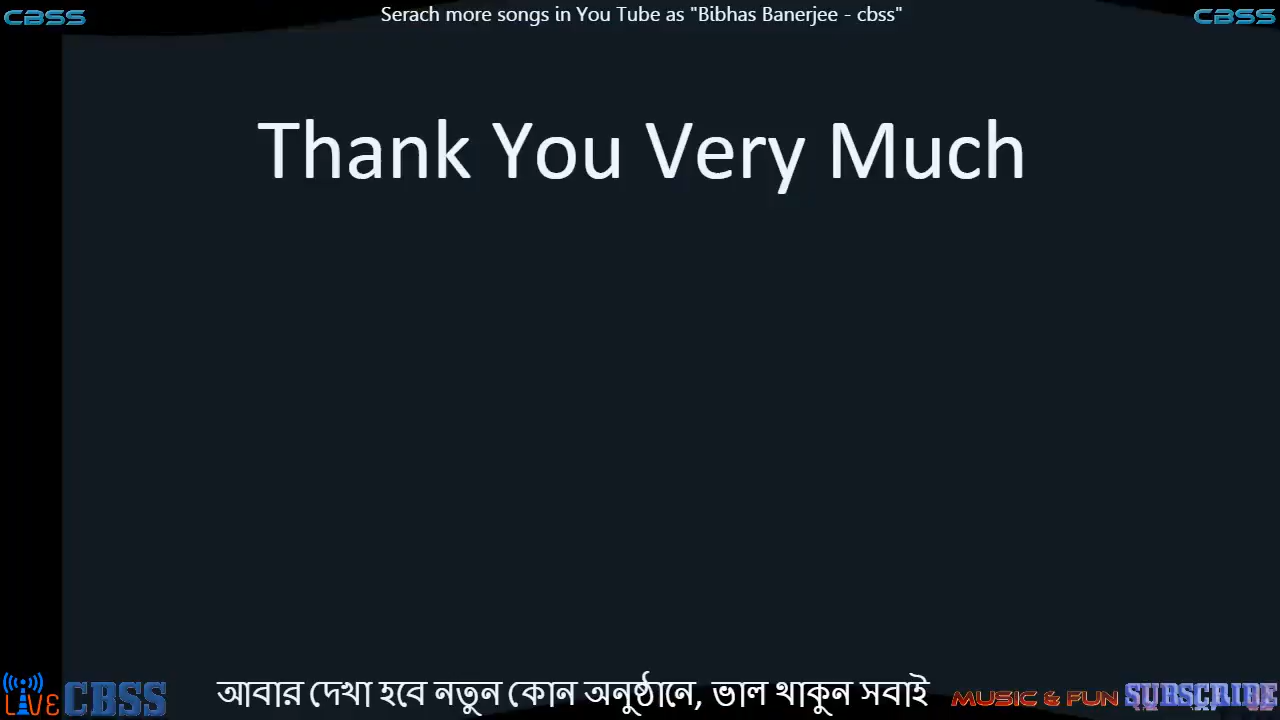 CBSS
Serach more songs in You Tube as "Bibhas Banerjee - cbss"
CBSS
Thank You Very Much
LIVE CBSS
আবার দেখা হবে নতুন কোন অনুষ্ঠানে, ভাল থাকুন সবাই
MUSIC & FUN
SUBSCRIBE